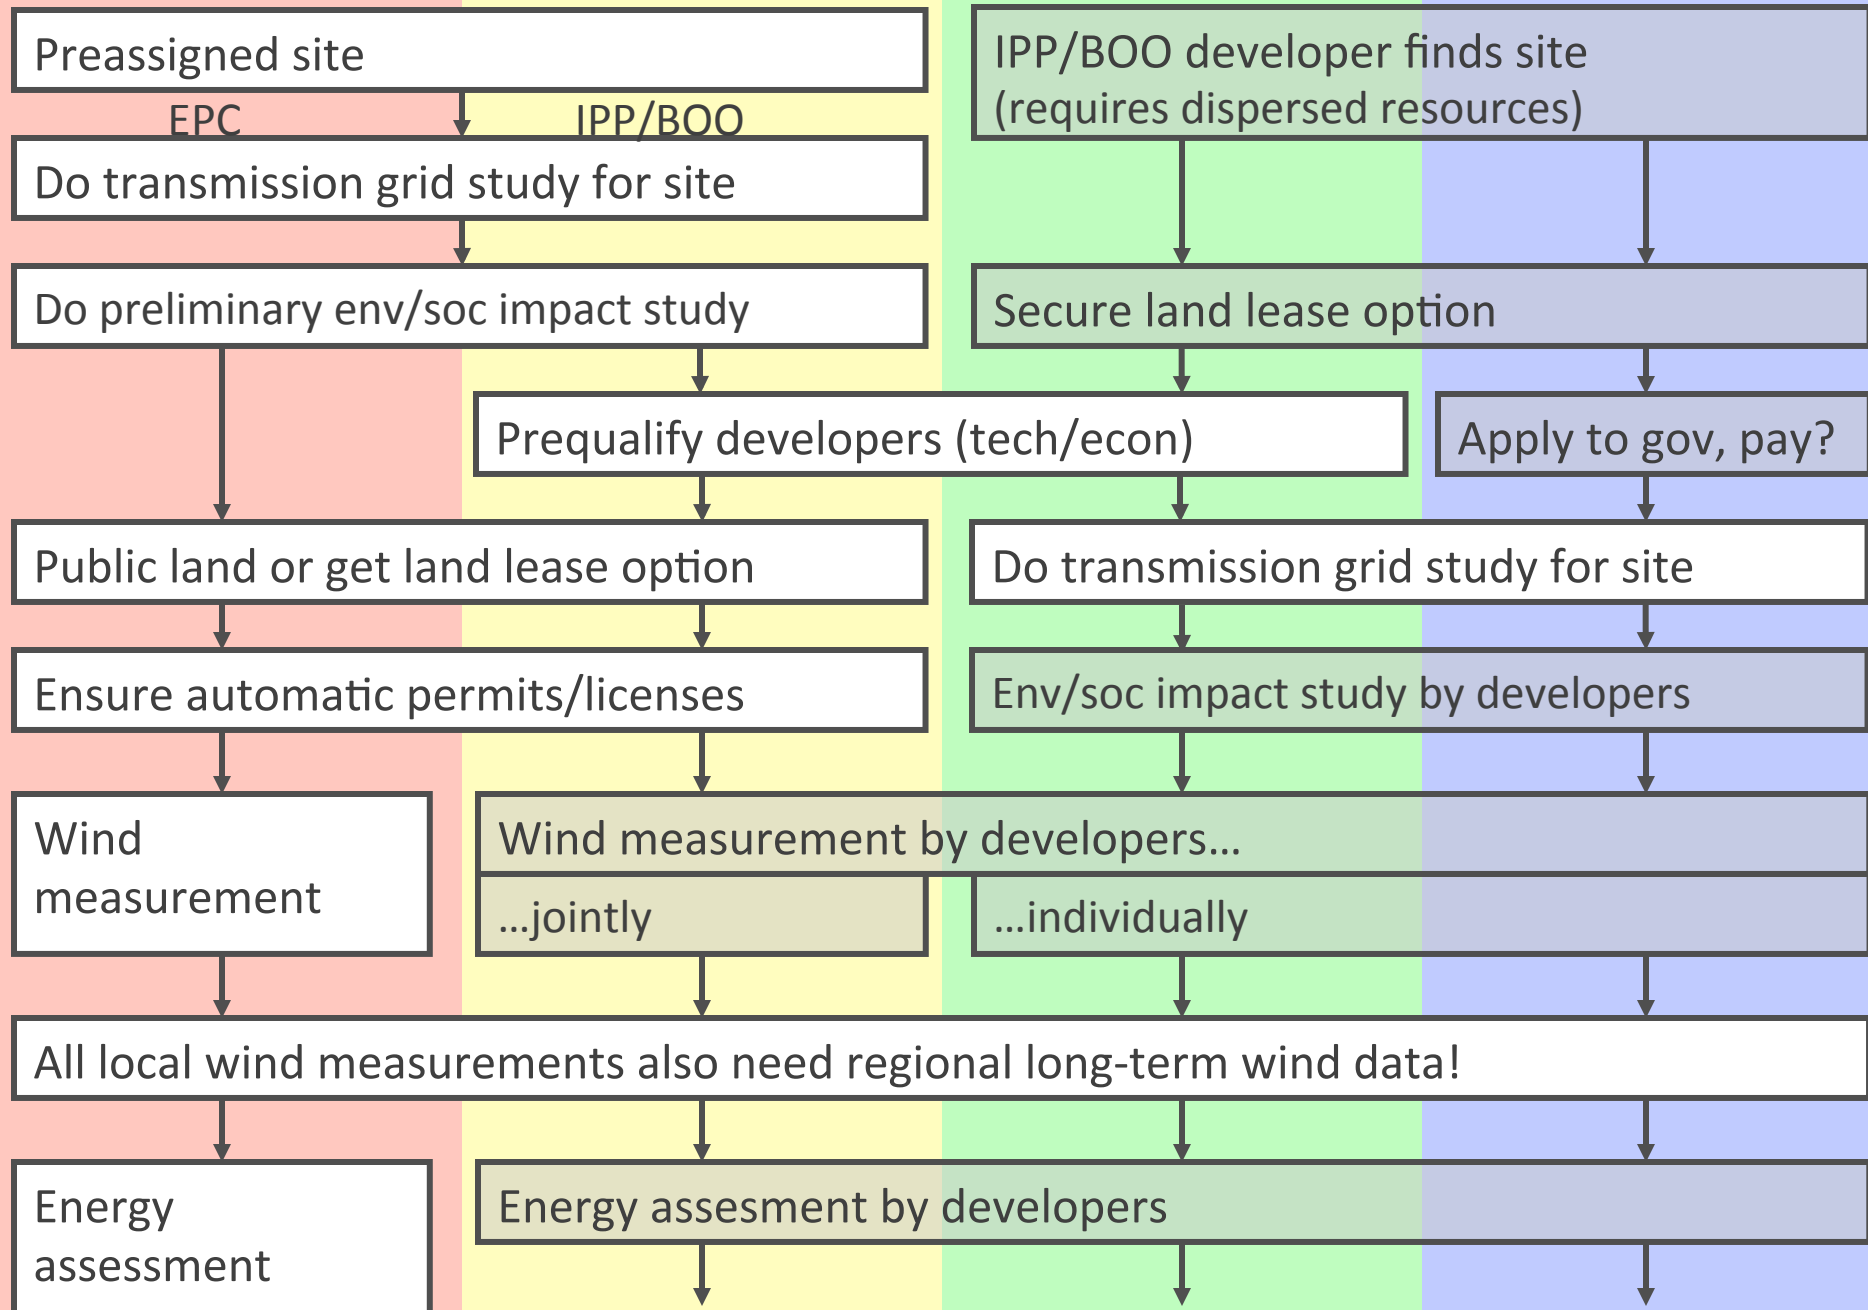 Preassigned site
EPC
IPP/BOO
IPP/BOO developer finds site
(requires dispersed resources)
Do transmission grid study for site
Do preliminary env/soc impact study
Secure land lease option
Prequalify developers (tech/econ)
Apply to gov, pay?
Public land or get land lease option
Do transmission grid study for site
Ensure automatic permits/licenses
Env/soc impact study by developers
Wind
measurement
Wind measurement by developers…
…jointly
…individually
All local wind measurements also need regional long-term wind data!
Energy
assessment
Energy assesment by developers